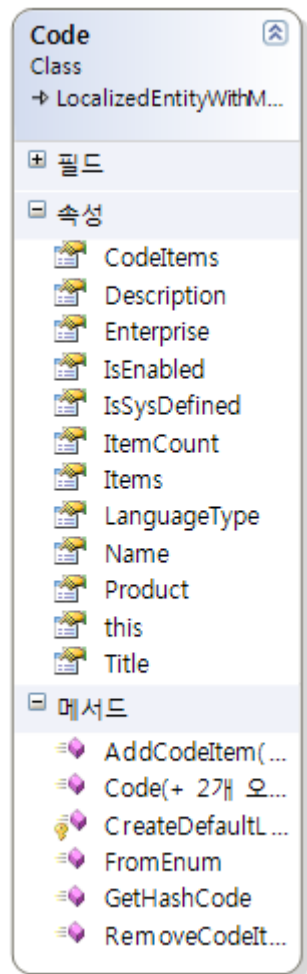 Code
Class
LocalizedEntityWithM...
필드
속성
CodeItems
Description
Enterprise
IsEnabled
IsSysDefined
ItemCount
Items
LanguageType
Name
Product
this
Title
메서드
AddCodeItem(...
Code(+ 2개 오...
CreateDefaultL...
FromEnum
GetHashCode
RemoveCodeIt...